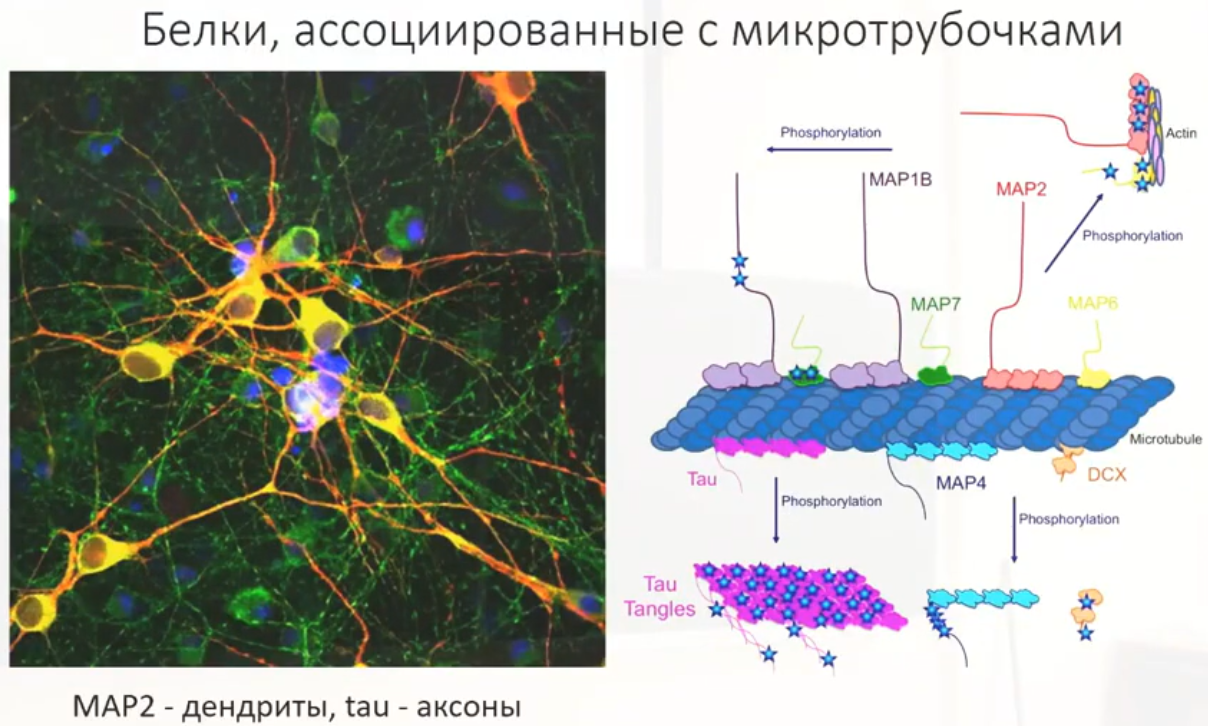 Белки, ассоциированные с микротрубочками
Phosphorylation
Actin
MAP1B
MAP2
Phosphorylation
MAP7
MAP6
Microtubule
Tau
MAP4
DCX
Phosphorylation
Phosphorylation
Tau
Tangles
MAP2 - дендриты, tau - аксоны